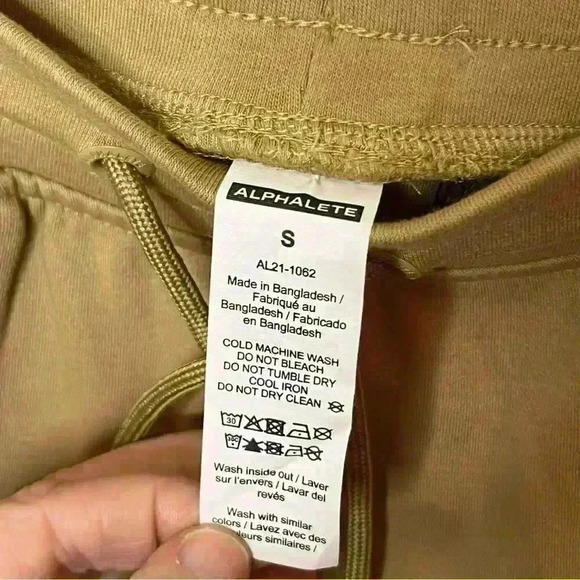 ALPHALETE
S
AL21-1062
Made in Bangladesh /
Fabriqué au
Bangladesh / Fabricado
en Bangladesh
COLD MACHINE WASH
DO NOT BLEACH
DO NOT TUMBLE DRY
COOL IRON
DO NOT DRY CLEAN
30
Wash inside out / Laver
sur l'envers / Lavar del
revés
Wash with similar
colors / Lavez avec des
couleurs similaires /